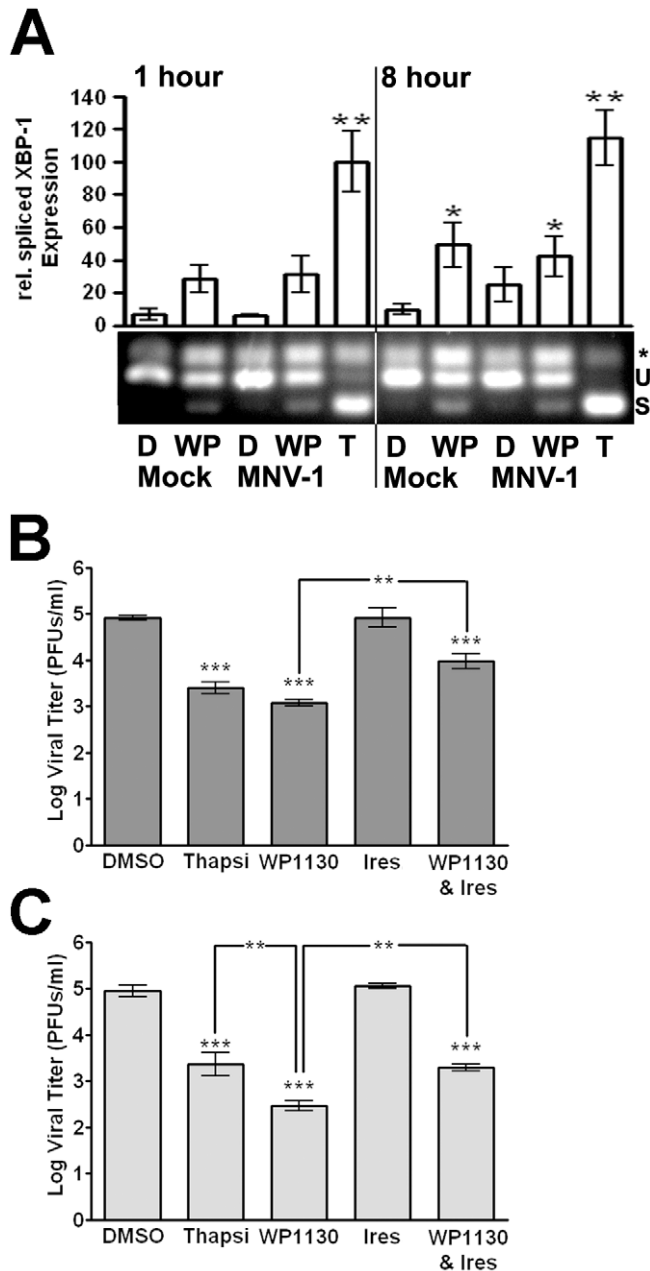 A
1 hour
8 hour
rel. spliced XBP-1
Expression
140
120
100
80
60
40
20
0
**
*
*
**
*
U
S
D WP D WP T D WP D WP T
Mock MNV-1 Mock MNV-1
B
Log Viral Titer (PFUs/ml)
6
5
4
3
2
1
0
**
***
***
***
DMSO Thapsi WP1130 Ires WP1130
& Ires
C
Log Viral Titer (PFUs/ml)
6
5
4
3
2
1
0
** **
***
***
***
DMSO Thapsi WP1130 Ires WP1130
& Ires